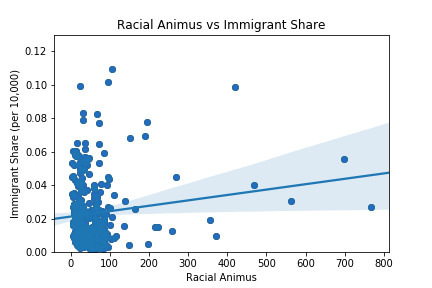 Racial Animus vs Immigrant Share
0.12
0.10
0.08
0.06
0.04
0.02
0.00
Immigrant Share (per 10,000)
0 100 200 300 400 500 600 700 800
Racial Animus